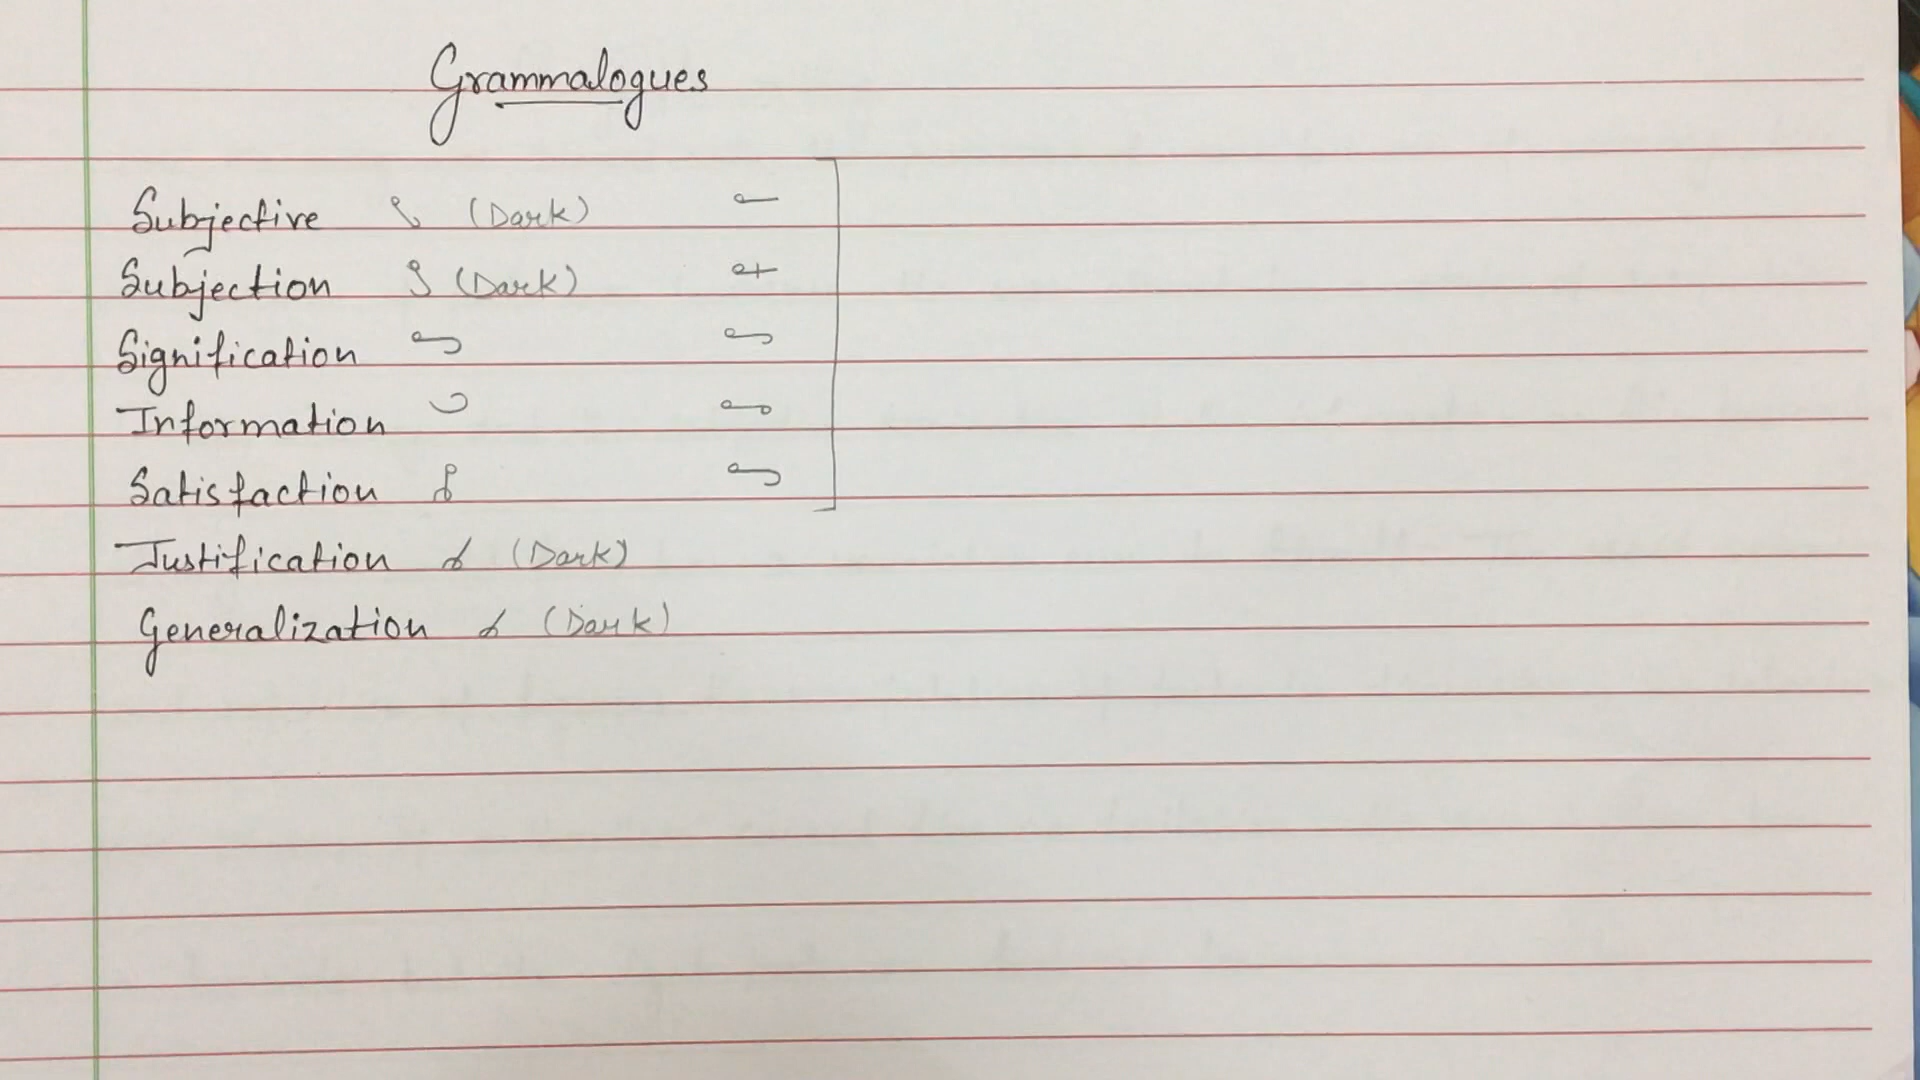 Grammalogues
Subjective (Dark)
Subjection (Dark)
Signification
Information
Satisfaction
Justification (Dark)
Generalization (Dark)